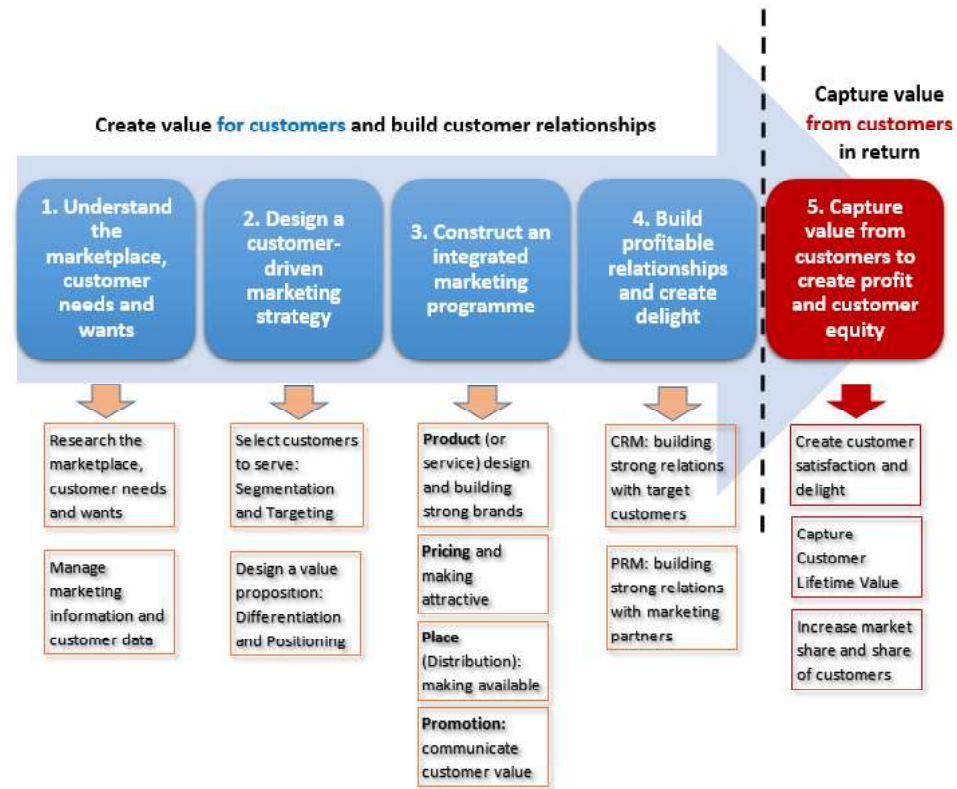 Create value for customers and build customer relationships
Capture value
from customers
in return
1. Understand
the
marketplace,
customer
needs and
wants
2. Design a
customer-
driven
marketing
strategy
3. Construct an
integrated
marketing
programme
4. Build
profitable
relationships
and create
delight
5. Capture
value from
customers to
create profit
and customer
equity
Research the
marketplace,
customer needs
and wants
Manage
marketing
information and
customer data
Select customers
to serve:
Segmentation
and Targeting
Design a value
proposition:
Differentiation
and Positioning
Product (or
service) design
and building
strong brands
Pricing and
making
attractive
Place
(Distribution):
making available
Promotion:
communicate
customer value
CRM: building
strong relations
with target
customers
PRM: building
strong relations
with marketing
partners
Create customer
satisfaction and
delight
Capture
Customer
Lifetime Value
Increase market
share and share
of customers